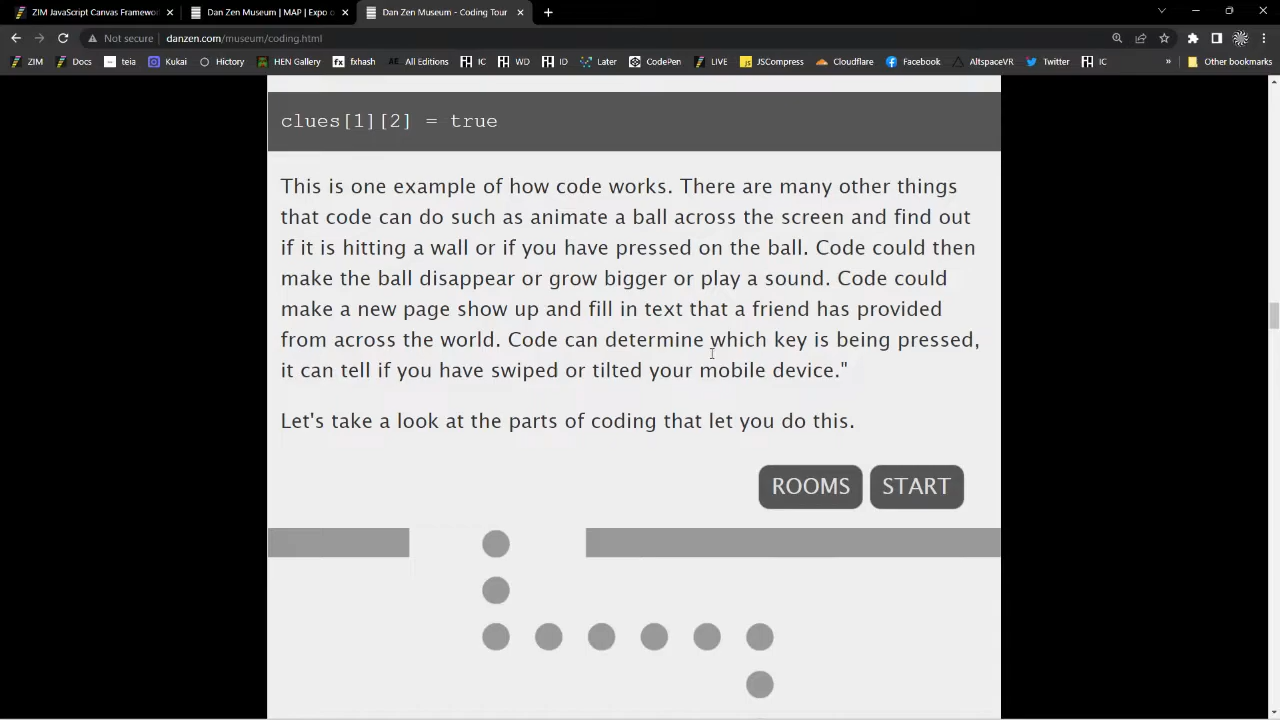 ZIM JavaScript Canvas Framewor
Dan Zen Museum | MAP | Expo o
Dan Zen Museum - Coding Tour
Not secure
danzen.com/museum/coding.html
ZIM
Docs
teia
Kukai
Hictory
HEN Gallery
fx fxhash
AE All Editions
IC
WD
ID
Later
CodePen
LIVE
JS JSCompress
Cloudflare
Facebook
AltspaceVR
Twitter
IC
»
Other bookmarks
clues[1][2] = true
This is one example of how code works. There are many other things
that code can do such as animate a ball across the screen and find out
if it is hitting a wall or if you have pressed on the ball. Code could then
make the ball disappear or grow bigger or play a sound. Code could
make a new page show up and fill in text that a friend has provided
from across the world. Code can determine which key is being pressed,
it can tell if you have swiped or tilted your mobile device."
Let's take a look at the parts of coding that let you do this.
ROOMS
START